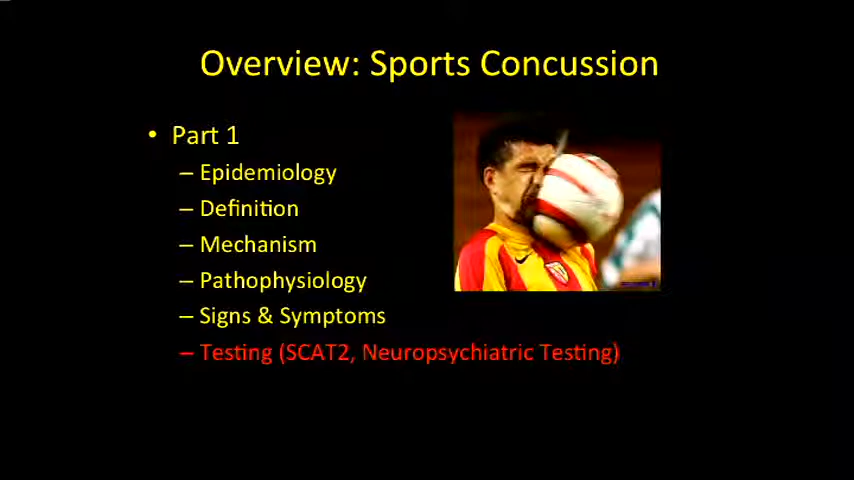 Overview: Sports Concussion
• Part 1
– Epidemiology
– Definition
– Mechanism
– Pathophysiology
– Signs & Symptoms
– Testing (SCAT2, Neuropsychiatric Testing)